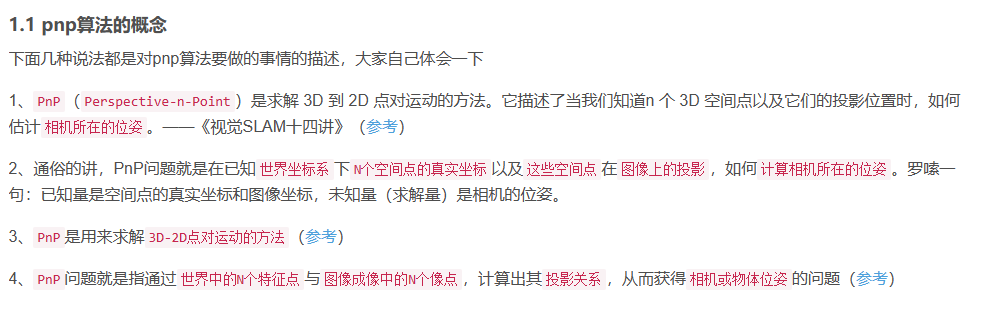 1.1 pnp算法的概念
下面几种说法都是对pnp算法要做的事情的描述，大家自己体会一下
1、PnP（Perspective-n-Point）是求解 3D 到 2D 点对运动的方法。它描述了当我们知道n 个 3D 空间点以及它们的投影位置时，如何
估计相机所在的位姿。——《视觉SLAM十四讲》（参考）
2、通俗的讲，PnP问题就是在已知世界坐标系下N个空间点的真实坐标以及这些空间点在图像上的投影，如何计算相机所在的位姿。罗嗦一
句：已知量是空间点的真实坐标和图像坐标，未知量（求解量）是相机的位姿。
3、PnP是用来求解3D-2D点对运动的方法（参考）
4、PnP问题就是指通过世界中的N个特征点与图像成像中的N个像点，计算出其投影关系，从而获得相机或物体位姿的问题（参考）